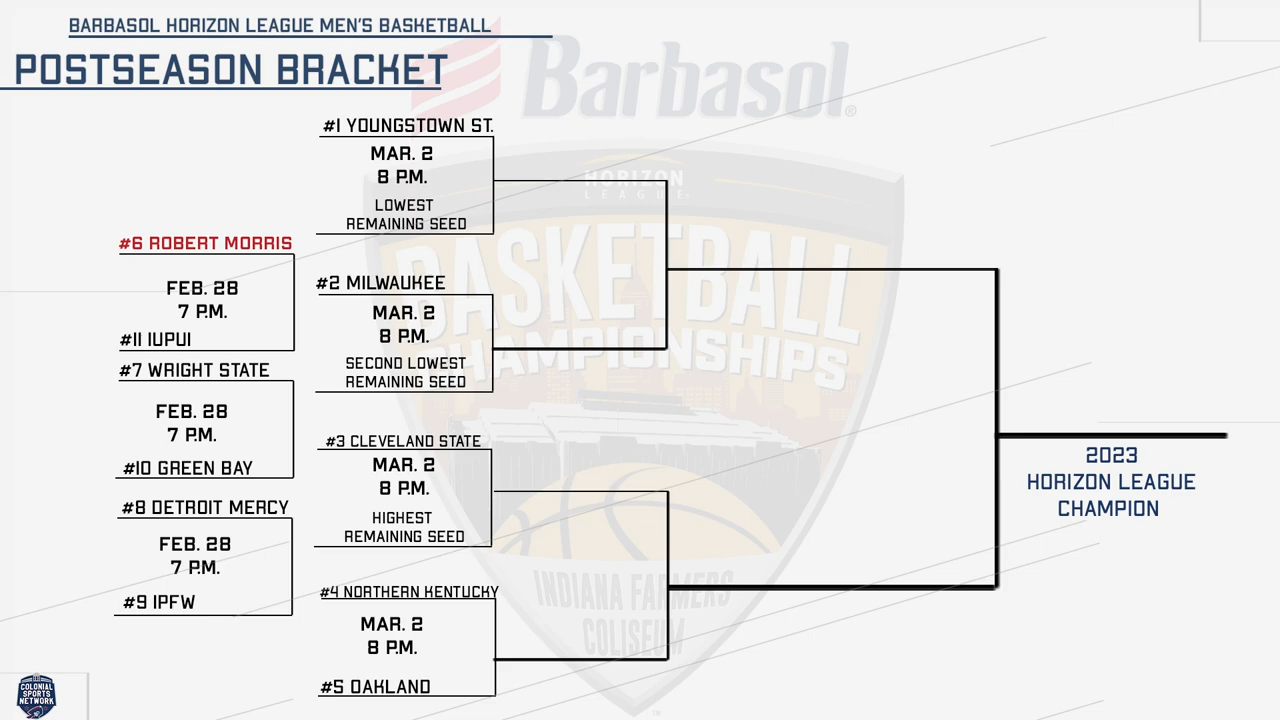 BARBASOL HORIZON LEAGUE MEN'S BASKETBALL
POSTSEASON BRACKET
Barbasol®
#1 YOUNGSTOWN ST.
MAR. 2
8 P.M.
LOWEST
REMAINING SEED
#6 ROBERT MORRIS
FEB. 28
7 P.M.
#11 IUPUI
#2 MILWAUKEE
MAR. 2
8 P.M.
SECOND LOWEST
REMAINING SEED
#7 WRIGHT STATE
FEB. 28
7 P.M.
#10 GREEN BAY
#3 CLEVELAND STATE
MAR. 2
8 P.M.
HIGHEST
REMAINING SEED
#8 DETROIT MERCY
FEB. 28
7 P.M.
#9 IPFW
#4 NORTHERN KENTUCKY
MAR. 2
8 P.M.
#5 OAKLAND
2023
HORIZON LEAGUE
CHAMPION
HORIZON
LEAGUE
BASKETBALL
CHAMPIONSHIPS
INDIANA FARMERS
COLISEUM
TM
COLONIAL
SPORTS
NETWORK